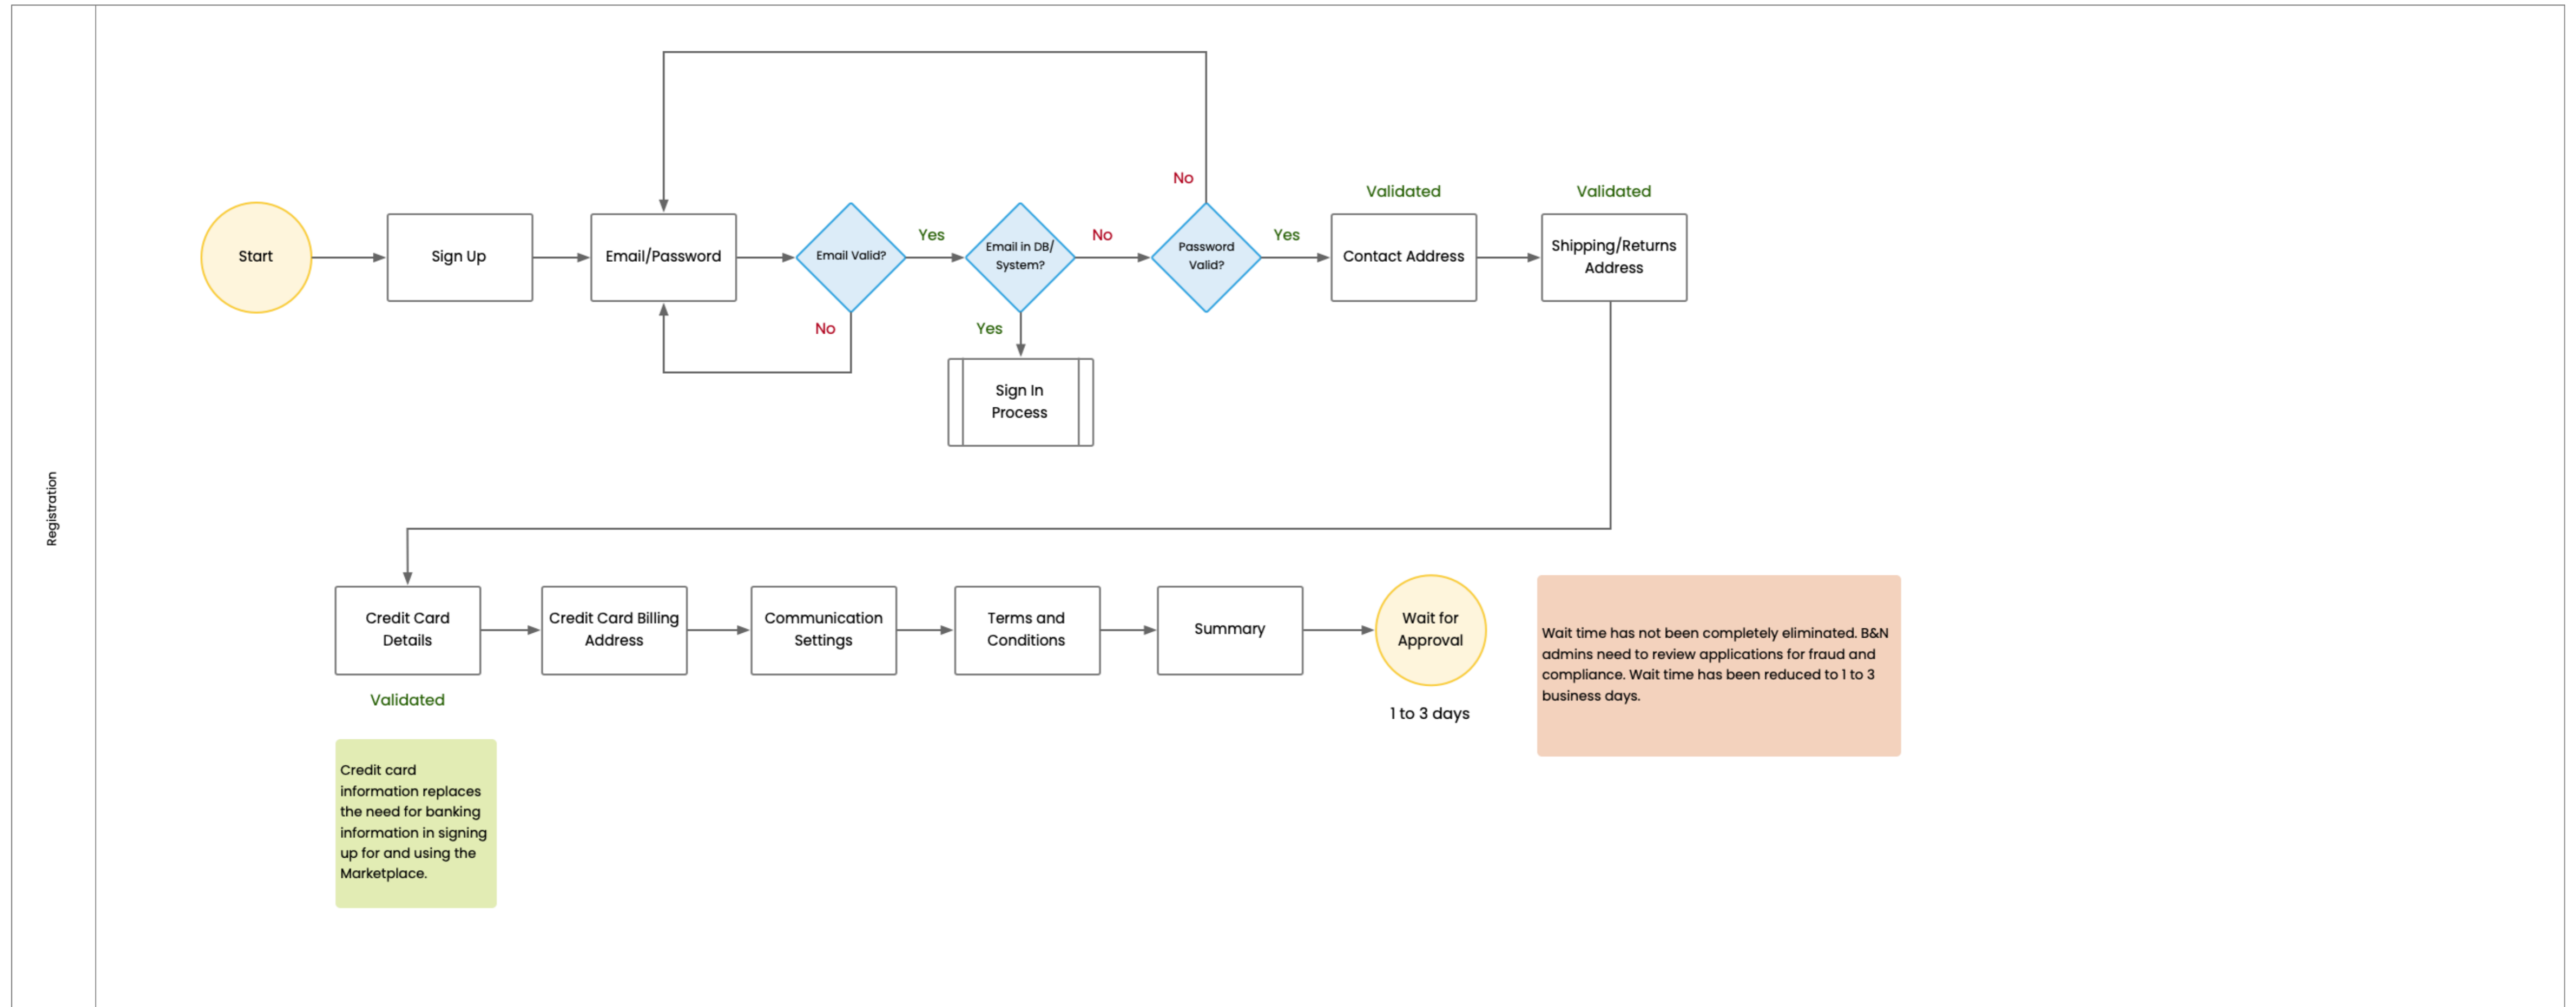 Registration
No
Validated
Validated
Start
Sign Up
Email/Password
Email Valid?
Yes
Email in DB/
System?
No
Password
Valid?
Yes
Contact Address
Shipping/Returns
Address
No
Yes
Sign In
Process
Credit Card
Details
Credit Card Billing
Address
Communication
Settings
Terms and
Conditions
Summary
Wait for
Approval
Wait time has not been completely eliminated. B&N
admins need to review applications for fraud and
compliance. Wait time has been reduced to 1 to 3
business days.
Validated
1 to 3 days
Credit card
information replaces
the need for banking
information in signing
up for and using the
Marketplace.